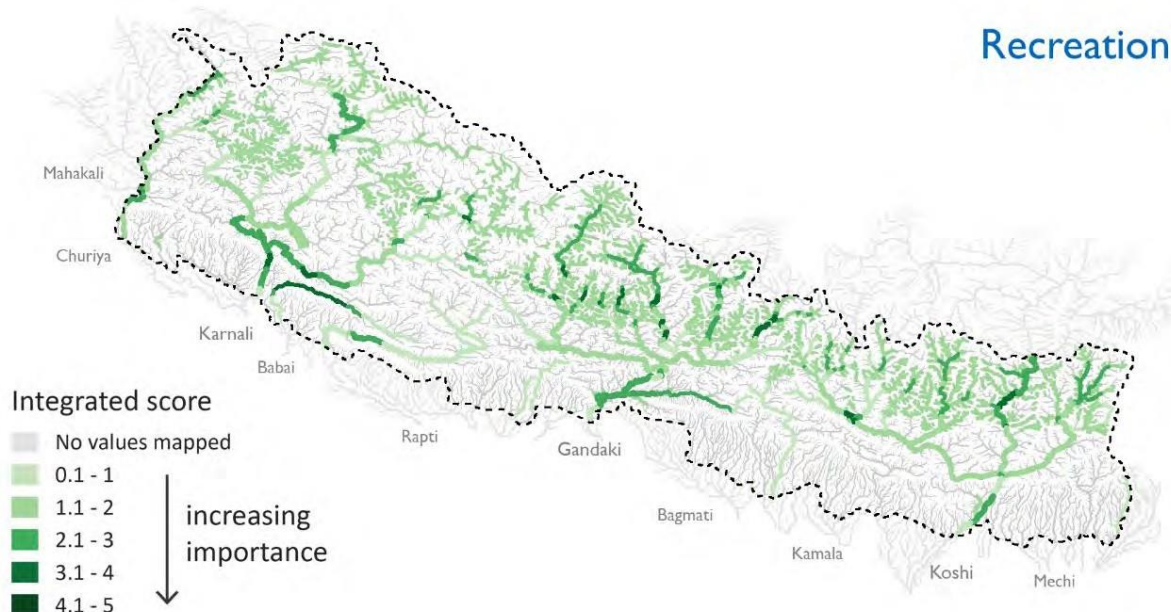 Recreation
Mahakali
Churiya
Karnali
Babai
Rapti
Gandaki
Bagmati
Kamala
Koshi
Mechi
Integrated score
No values mapped
0.1 - 1
1.1 - 2
2.1 - 3
3.1 - 4
4.1 - 5
increasing
importance